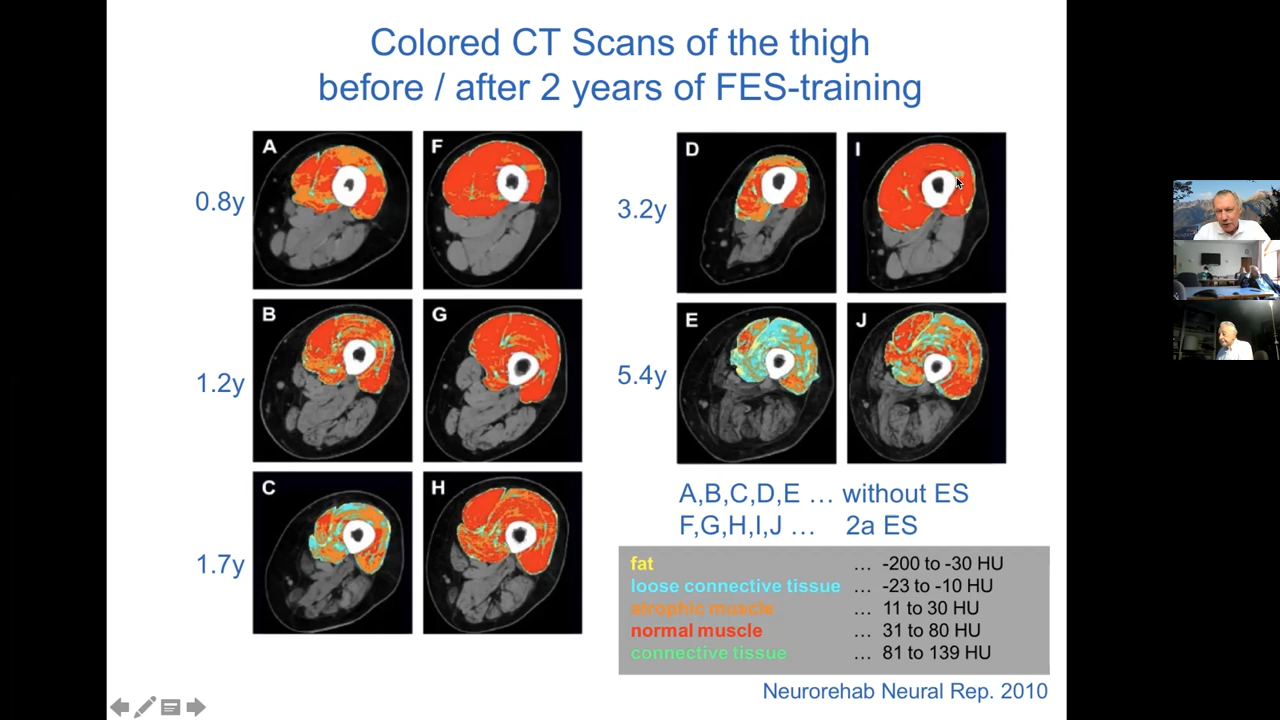 Colored CT Scans of the thigh
before / after 2 years of FES-training
0.8y
A
F
1.2y
B
G
1.7y
C
H
3.2y
D
I
5.4y
E
J
A,B,C,D,E … without ES
F,G,H,I,J … 2a ES
fat … -200 to -30 HU
loose connective tissue … -23 to -10 HU
atrophic muscle … 11 to 30 HU
normal muscle … 31 to 80 HU
connective tissue … 81 to 139 HU
Neurorehab Neural Rep. 2010